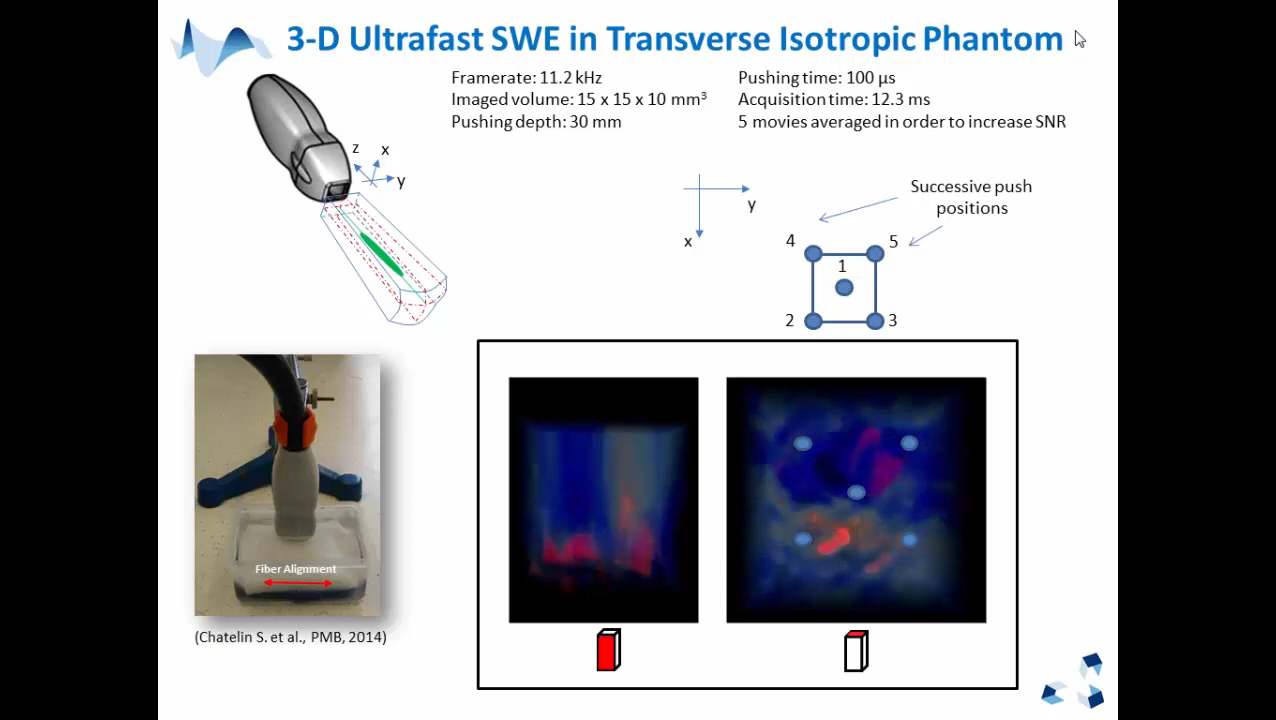 3-D Ultrafast SWE in Transverse Isotropic Phantom
Framerate: 11.2 kHz
Imaged volume: 15 x 15 x 10 mm³
Pushing depth: 30 mm
Pushing time: 100 µs
Acquisition time: 12.3 ms
5 movies averaged in order to increase SNR
z
x
y
y
x
Successive push
positions
4
5
1
2
3
Fiber Alignment
(Chatelin S. et al., PMB, 2014)